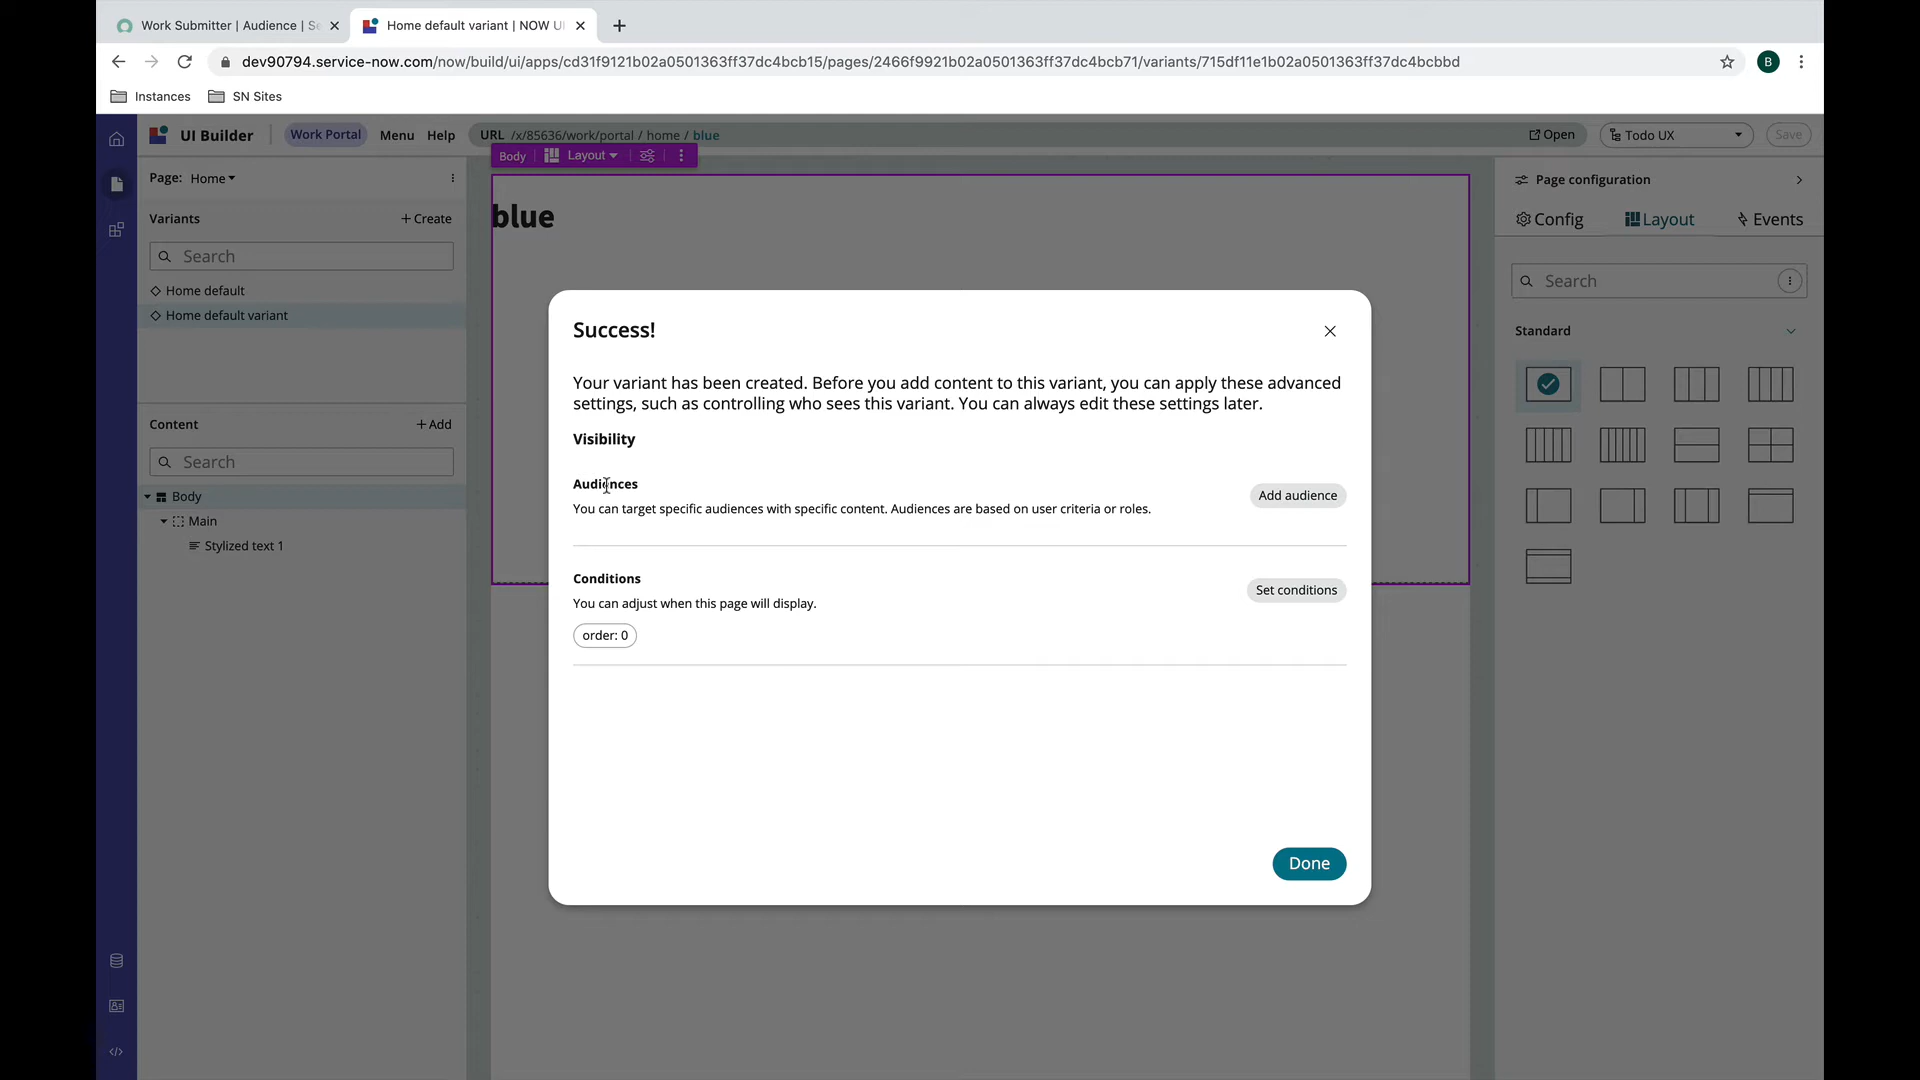 Work Submitter | Audience | Se
Home default variant | NOW UI
dev90794.service-now.com/now/build/ui/apps/cd31f9121b02a0501363ff37dc4bcb15/pages/2466f9921b02a0501363ff37dc4bcb71/variants/715df11e1b02a0501363ff37dc4bcbbd
B
Instances
SN Sites
UI Builder
Work Portal
Menu
Help
URL /x/85636/work/portal / home / blue
Open
Todo UX
Save
Body
Layout
Page: Home
Variants
+ Create
Search
Home default
Home default variant
Content
+ Add
Search
Body
Main
Stylized text 1
blue
Success!
Your variant has been created. Before you add content to this variant, you can apply these advanced
settings, such as controlling who sees this variant. You can always edit these settings later.
Visibility
Audiences
You can target specific audiences with specific content. Audiences are based on user criteria or roles.
Add audience
Conditions
You can adjust when this page will display.
Set conditions
order: 0
Done
Page configuration
Config
Layout
Events
Search
Standard